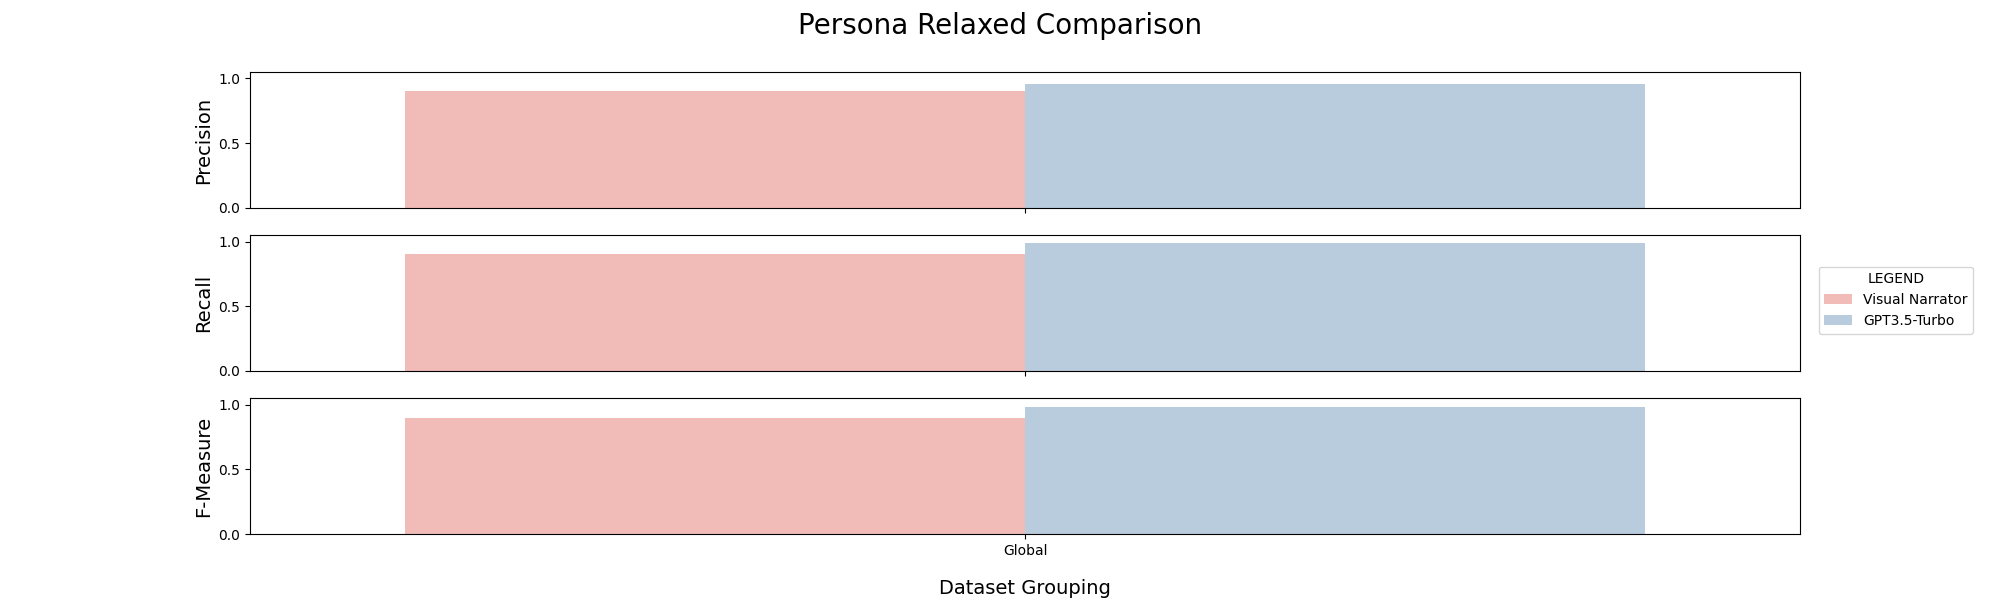 Persona Relaxed Comparison
1.0
0.5
0.0
Precision
1.0
0.5
0.0
Recall
1.0
0.5
0.0
F-Measure
Global
Dataset Grouping
LEGEND
Visual Narrator
GPT3.5-Turbo